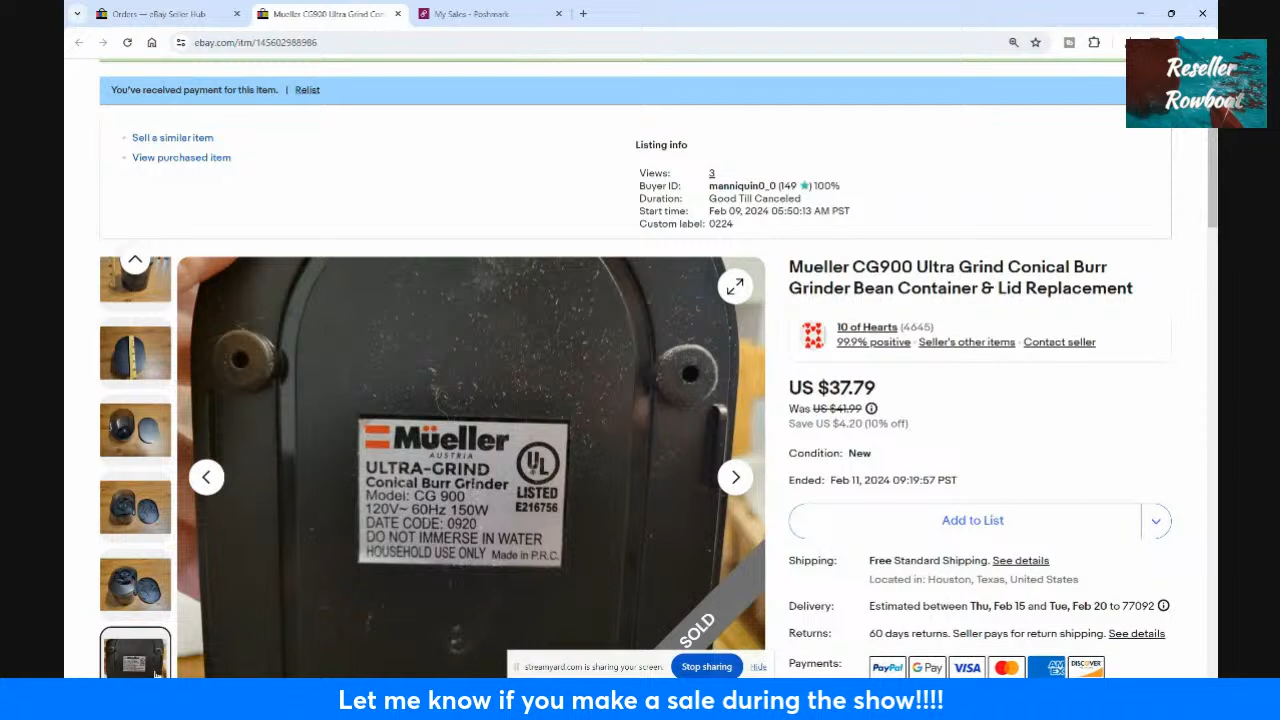 Orders — eBay Seller Hub
Mueller CG900 Ultra Grind Con
My Sales - Poshmark
ebay.com/itm/145602988986
Reseller
Rowboat
You've received payment for this item. | Relist
Sell a similar item
View purchased item
Listing info
Views: 3
Buyer ID: manniquin0_0 (149 ) 100%
Duration: Good Till Canceled
Start time: Feb 09, 2024 05:50:13 AM PST
Custom label: 0224
Mueller CG900 Ultra Grind Conical Burr
Grinder Bean Container & Lid Replacement
10 of Hearts (4645)
99.9% positive · Seller's other items · Contact seller
US $37.79
Was US $41.99
Save US $4.20 (10% off)
Condition: New
Ended: Feb 11, 2024 09:19:57 PST
Add to List
Shipping: Free Standard Shipping. See details
Located in: Houston, Texas, United States
Delivery: Estimated between Thu, Feb 15 and Tue, Feb 20 to 77092
Returns: 60 days returns. Seller pays for return shipping. See details
Payments: PayPal G Pay VISA MasterCard AM EX DISCOVER
Müeller
AUSTRIA
ULTRA-GRIND
Conical Burr Grinder
Model: CG 900
120V~ 60Hz 150W
DATE CODE: 0920
DO NOT IMMERSE IN WATER
HOUSEHOLD USE ONLY Made in P.R.C.
UL
LISTED
E216756
SOLD
streamyard.com is sharing your screen. Stop sharing Hide
Let me know if you make a sale during the show!!!!